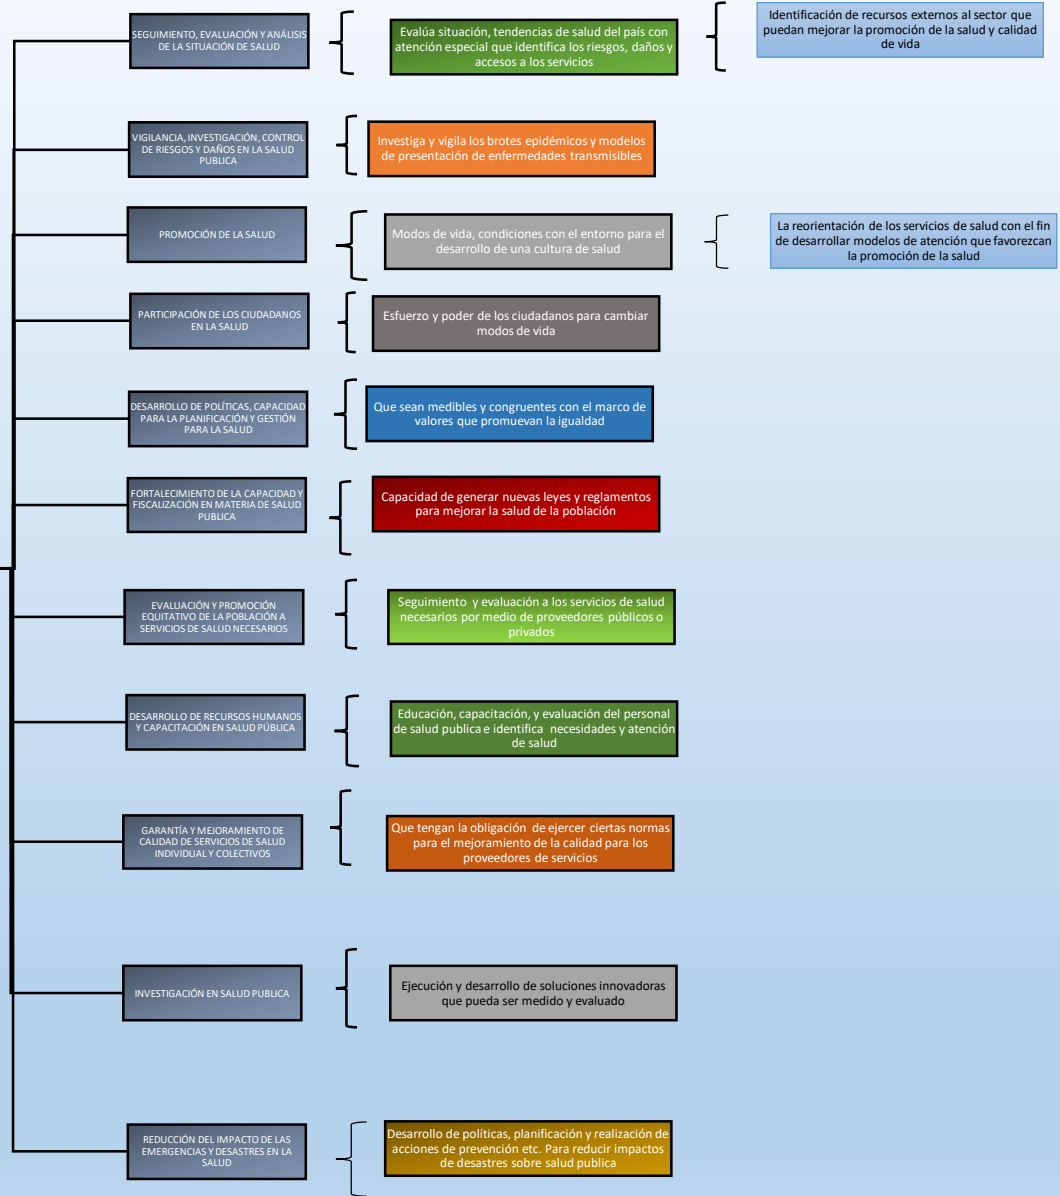 SEGUIMIENTO, EVALUACIÓN Y ANÁLISIS
DE LA SITUACIÓN DE SALUD
Evalúa situación, tendencias de salud del país con
atención especial que identifica los riesgos, daños y
accesos a los servicios
Identificación de recursos externos al sector que
puedan mejorar la promoción de la salud y calidad
de vida
VIGILANCIA, INVESTIGACIÓN, CONTROL
DE RIESGOS Y DAÑOS EN LA SALUD
PUBLICA
Investiga y vigila los brotes epidémicos y modelos
de presentación de enfermedades transmisibles
PROMOCIÓN DE LA SALUD
Modos de vida, condiciones con el entorno para el
desarrollo de una cultura de salud
La reorientación de los servicios de salud con el fin
de desarrollar modelos de atención que favorezcan
la promoción de la salud
PARTICIPACIÓN DE LOS CIUDADANOS
EN LA SALUD
Esfuerzo y poder de los ciudadanos para cambiar
modos de vida
DESARROLLO DE POLÍTICAS, CAPACIDAD
PARA LA PLANIFICACIÓN Y GESTIÓN
PARA LA SALUD
Que sean medibles y congruentes con el marco de
valores que promuevan la igualdad
FORTALECIMIENTO DE LA CAPACIDAD Y
FISCALIZACIÓN EN MATERIA DE SALUD
PUBLICA
Capacidad de generar nuevas leyes y reglamentos
para mejorar la salud de la población
EVALUACIÓN Y PROMOCIÓN
EQUITATIVO DE LA POBLACIÓN A
SERVICIOS DE SALUD NECESARIOS
Seguimiento y evaluación a los servicios de salud
necesarios por medio de proveedores públicos o
privados
DESARROLLO DE RECURSOS HUMANOS
Y CAPACITACIÓN EN SALUD PÚBLICA
Educación, capacitación, y evaluación del personal
de salud publica e identifica necesidades y atención
de salud
GARANTÍA Y MEJORAMIENTO DE
CALIDAD DE SERVICIOS DE SALUD
INDIVIDUAL Y COLECTIVOS
Que tengan la obligación de ejercer ciertas normas
para el mejoramiento de la calidad para los
proveedores de servicios
INVESTIGACIÓN EN SALUD PUBLICA
Ejecución y desarrollo de soluciones innovadoras
que pueda ser medido y evaluado
REDUCCIÓN DEL IMPACTO DE LAS
EMERGENCIAS Y DESASTRES EN LA
SALUD
Desarrollo de políticas, planificación y realización de
acciones de prevención etc. Para reducir impactos
de desastres sobre salud publica